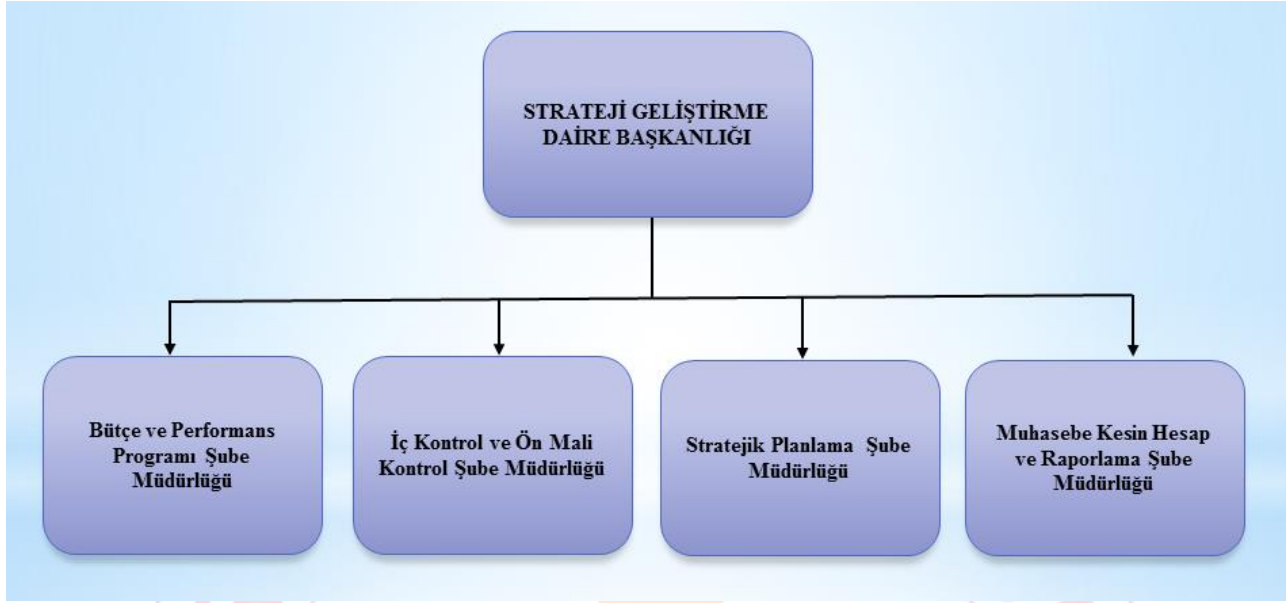 STRATEJİ GELİŞTİRME
DAİRE BAŞKANLIĞI
Bütçe ve Performans
Programı Şube
Müdürlüğü
İç Kontrol ve Ön Mali
Kontrol Şube Müdürlüğü
Stratejik Planlama Şube
Müdürlüğü
Muhasebe Kesin Hesap
ve Raporlama Şube
Müdürlüğü